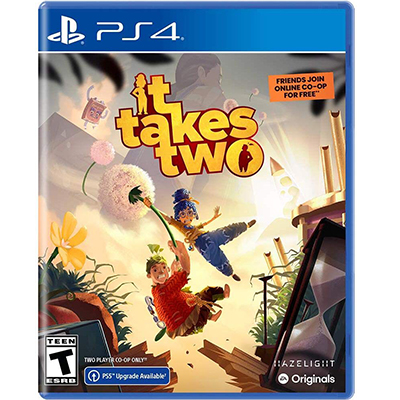 PS4
FRIENDS JOIN
ONLINE CO-OP
FOR FREE**
it
takes
two
TEEN
T
ESRB
TWO PLAYER CO-OP ONLY*
PS5™ Upgrade Available†
HAZELIGHT
EA Originals